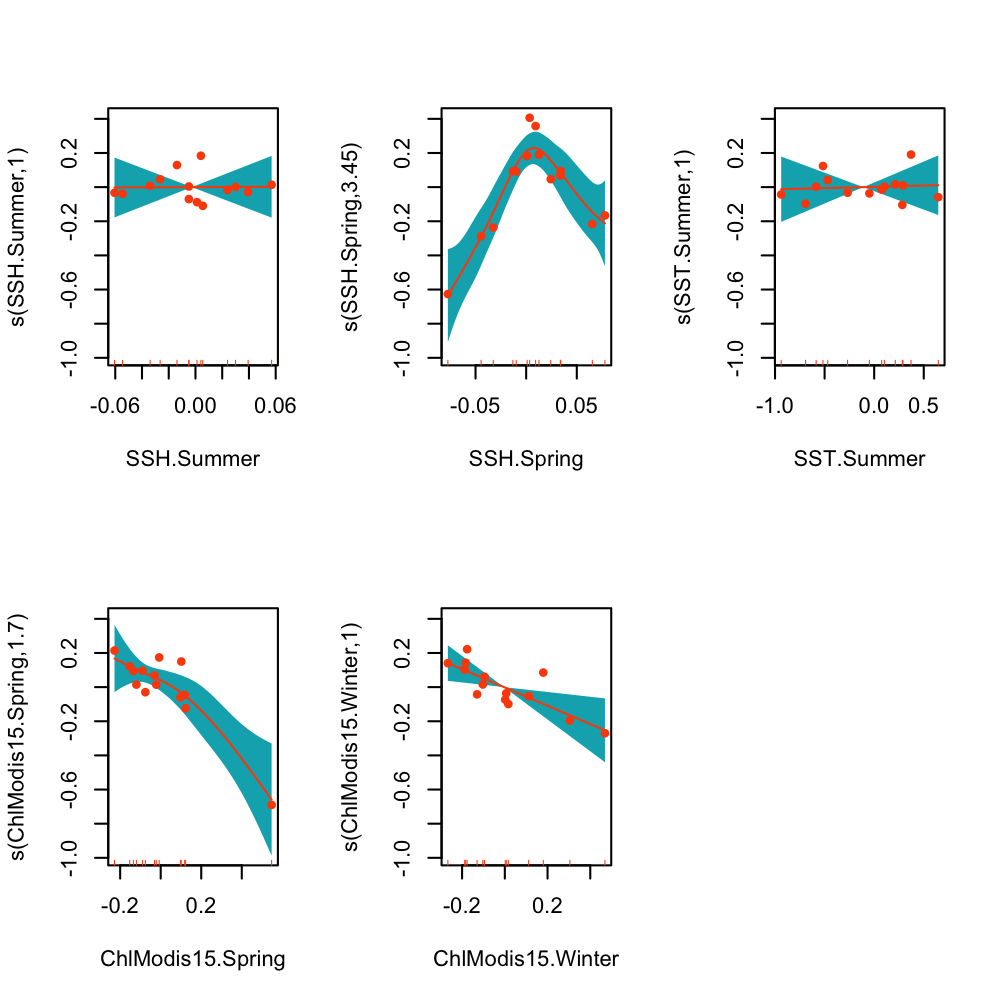 s(SSH.Summer,1)
0.2
-0.2
-0.6
-1.0
-0.06 0.00 0.06
SSH.Summer
s(SSH.Spring,3.45)
0.2
-0.2
-0.6
-1.0
-0.05 0.05
SSH.Spring
s(SST.Summer,1)
0.2
-0.2
-0.6
-1.0
-1.0 0.0 0.5
SST.Summer
s(ChlModis15.Spring,1.7)
0.2
-0.2
-0.6
-1.0
-0.2 0.2
ChlModis15.Spring
s(ChlModis15.Winter,1)
0.2
-0.2
-0.6
-1.0
-0.2 0.2
ChlModis15.Winter